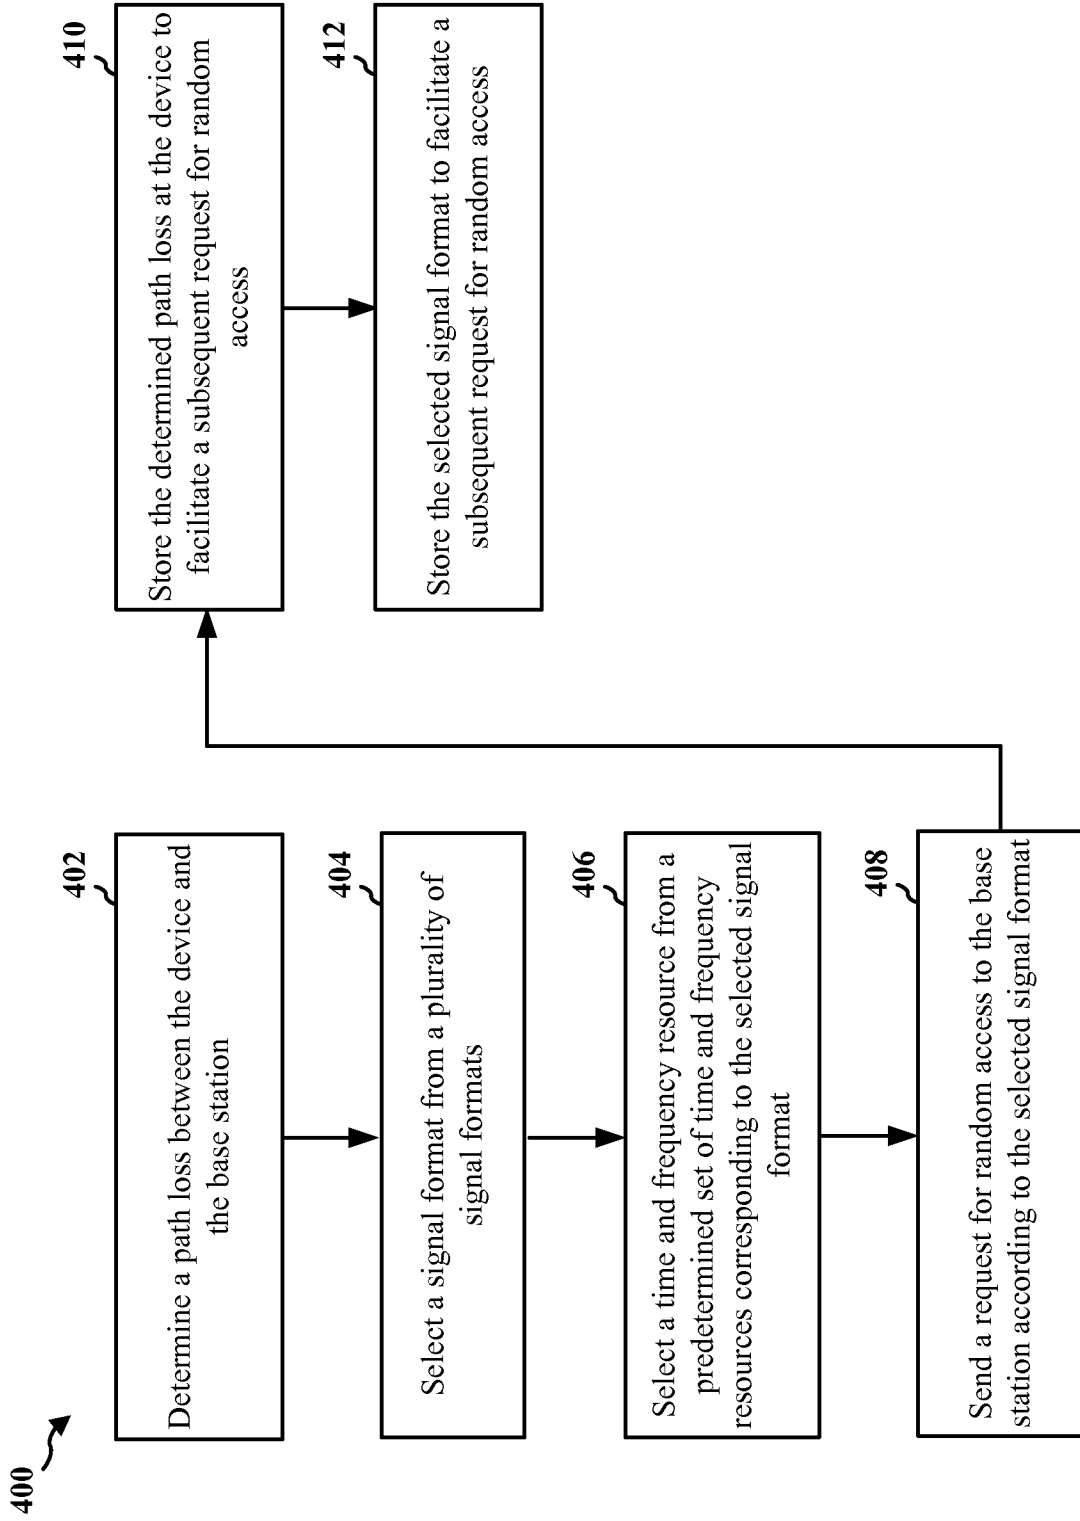 400
402
Determine a path loss between the device and
the base station
404
Select a signal format from a plurality of
signal formats
406
Select a time and frequency resource from a
predetermined set of time and frequency
resources corresponding to the selected signal
format
408
Send a request for random access to the base
station according to the selected signal format
410
Store the determined path loss at the device to
facilitate a subsequent request for random
access
412
Store the selected signal format to facilitate a
subsequent request for random access